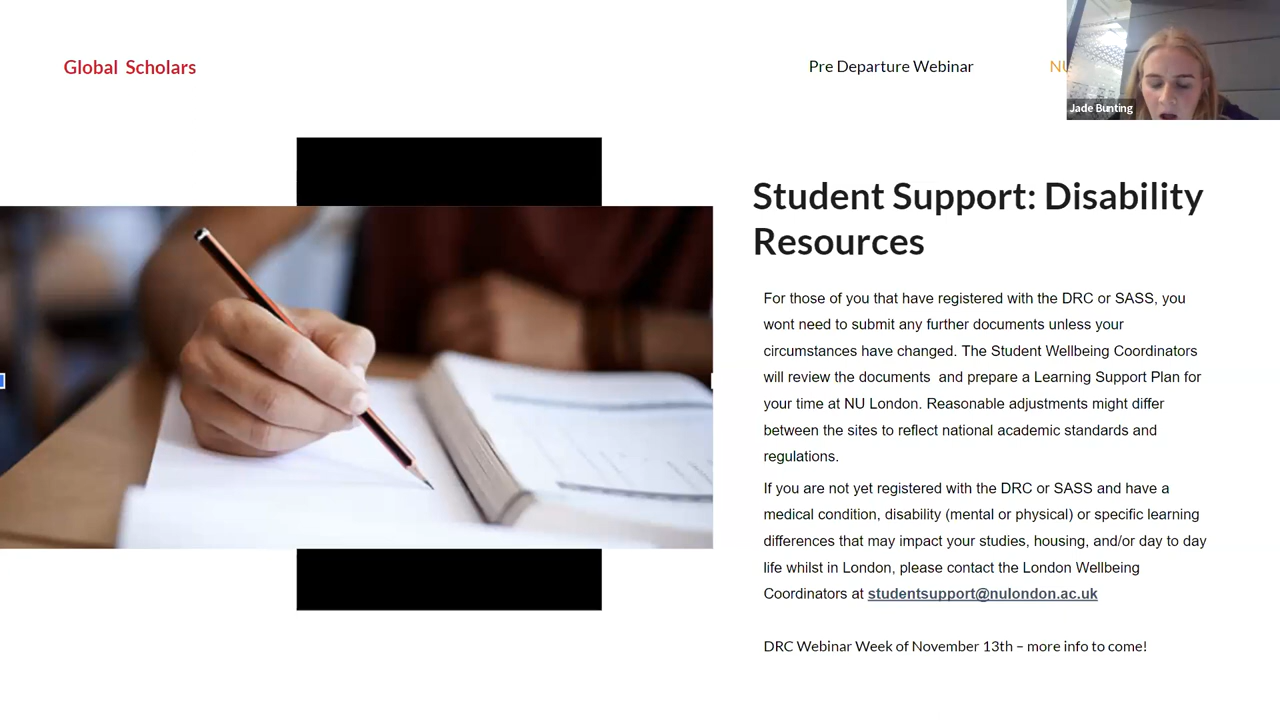 Global Scholars
Pre Departure Webinar
NU
Jade Bunting
Student Support: Disability
Resources
For those of you that have registered with the DRC or SASS, you
wont need to submit any further documents unless your
circumstances have changed. The Student Wellbeing Coordinators
will review the documents and prepare a Learning Support Plan for
your time at NU London. Reasonable adjustments might differ
between the sites to reflect national academic standards and
regulations.
If you are not yet registered with the DRC or SASS and have a
medical condition, disability (mental or physical) or specific learning
differences that may impact your studies, housing, and/or day to day
life whilst in London, please contact the London Wellbeing
Coordinators at studentsupport@nulondon.ac.uk
DRC Webinar Week of November 13th – more info to come!